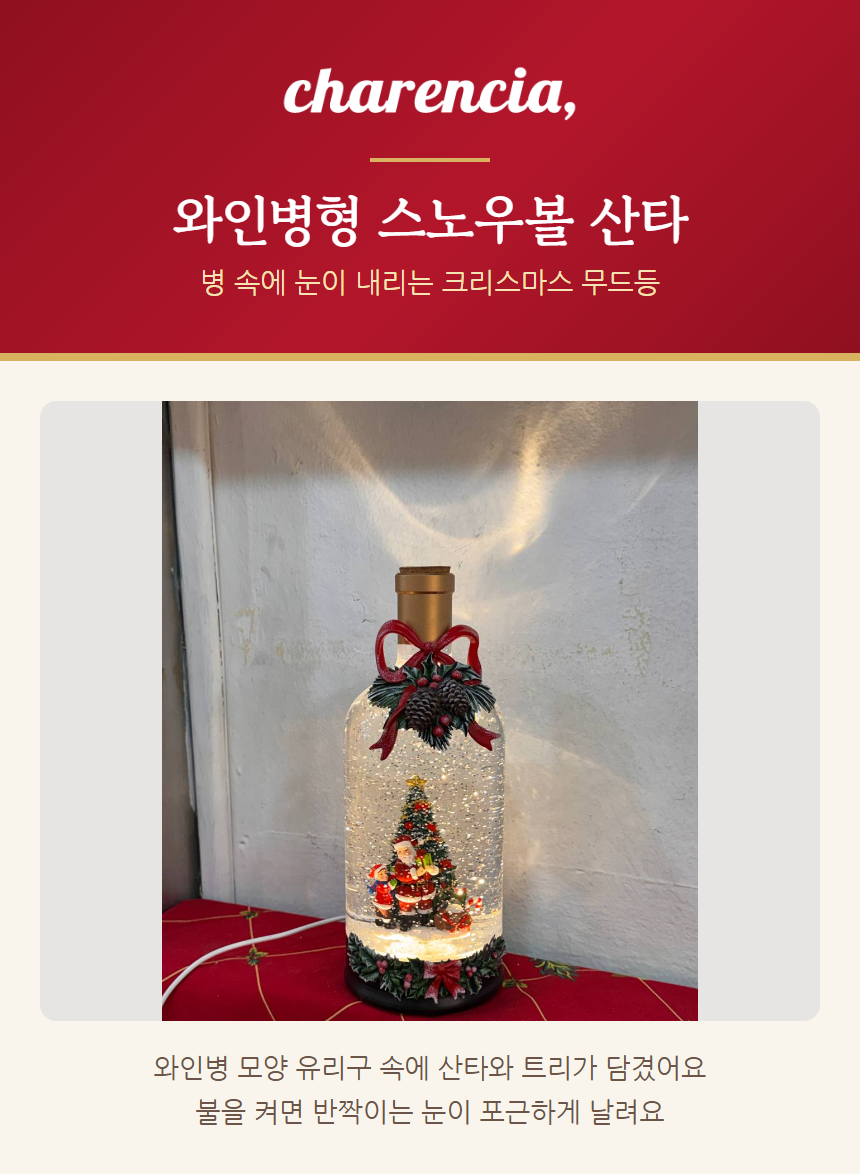 charencia,
와인병형 스노우볼 산타
병 속에 눈이 내리는 크리스마스 무드등
와인병 모양 유리구 속에 산타와 트리가 담겼어요
불을 켜면 반짝이는 눈이 포근하게 날려요